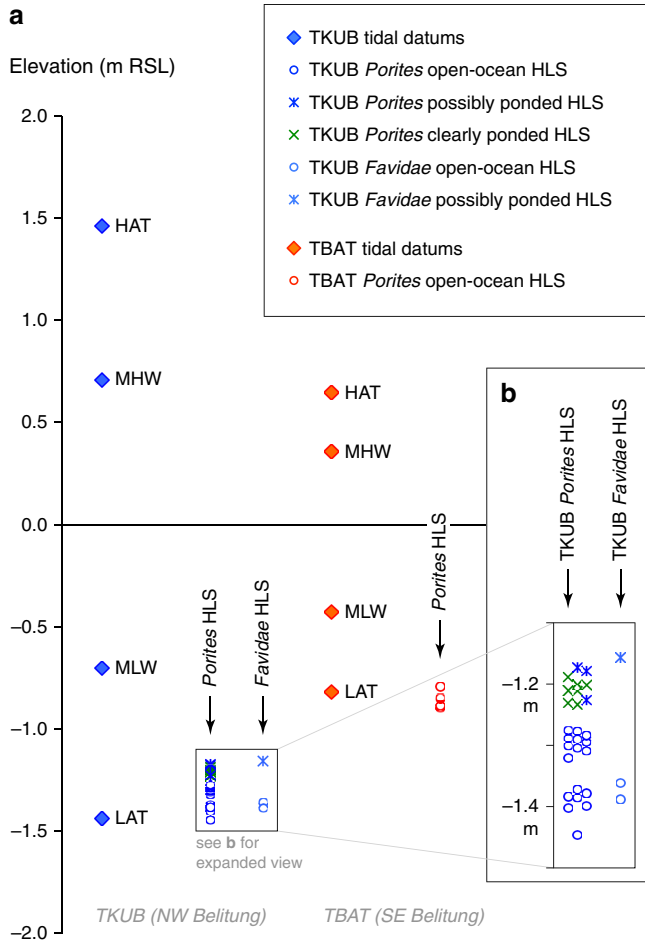 a
Elevation (m RSL)
TKUB tidal datums
TKUB Porites open-ocean HLS
TKUB Porites possibly ponded HLS
TKUB Porites clearly ponded HLS
TKUB Favidae open-ocean HLS
TKUB Favidae possibly ponded HLS
TBAT tidal datums
TBAT Porites open-ocean HLS
2.0
1.5
1.0
0.5
0.0
−0.5
−1.0
−1.5
−2.0
HAT
MHW
MLW
LAT
Porites HLS
Favidae HLS
see b for
expanded view
TKUB (NW Belitung)
HAT
MHW
MLW
LAT
Porites HLS
TBAT (SE Belitung)
b
TKUB Porites HLS
TKUB Favidae HLS
−1.2
m
−1.4
m